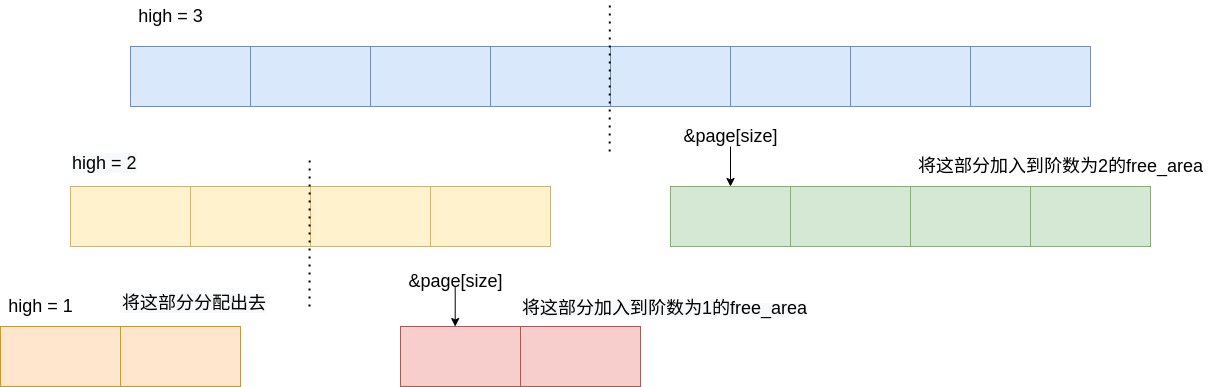 high = 3
&page[size]
high = 2
将这部分加入到阶数为2的free_area
&page[size]
high = 1
将这部分分配出去
将这部分加入到阶数为1的free_area